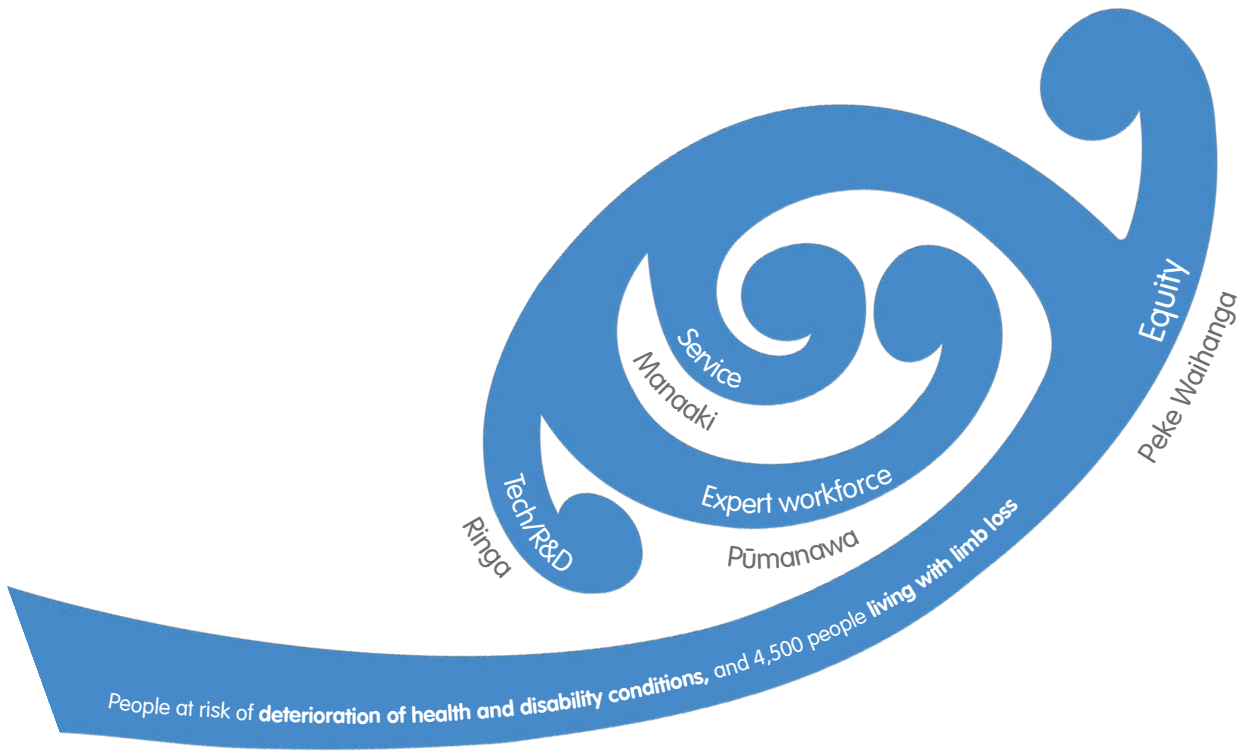 Equity
Peke Waihanga
Service
Manaaki
Expert workforce
Pūmanawa
Tech/R&D
Ringa
People at risk of deterioration of health and disability conditions, and 4,500 people living with limb loss